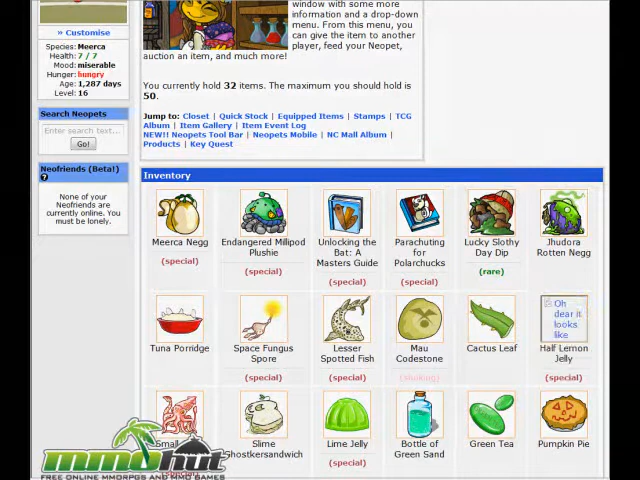 window with some more
information and a drop-down
menu. From this menu, you
can give the item to another
player, feed your Neopet,
auction an item, and much more!
You currently hold 32 items. The maximum you should hold is
50.
Jump to: Closet | Quick Stock | Equipped Items | Stamps | TCG
Album | Item Gallery | Item Event Log
NEW!! Neopets Tool Bar | Neopets Mobile | NC Mall Album |
Products | Key Quest
» Customise
Species: Meerca
Health: 7 / 7
Mood: miserable
Hunger: hungry
Age: 1,287 days
Level: 16
Search Neopets
Enter search text...
Go!
Neofriends (Beta!)
?
None of your
Neofriends are
currently online. You
must be lonely.
Inventory
Meerca Negg
(special)
Endangered Millipod
Plushie
(special)
Unlocking the
Bat: A
Masters Guide
(special)
Parachuting
for
Polarchucks
(special)
Lucky Slothy
Day Dip
(rare)
Jhudora
Rotten Negg
Tuna Porridge
Space Fungus
Spore
(special)
Lesser
Spotted Fish
(special)
Mau
Codestone
Cactus Leaf
Oh
dear it
looks
like
Half Lemon
Jelly
(special)
Small
Slime
Ghostkersandwich
Lime Jelly
(special)
Bottle of
Green Sand
Green Tea
Pumpkin Pie
mmohut
FREE ONLINE MMORPGS AND MMO GAMES